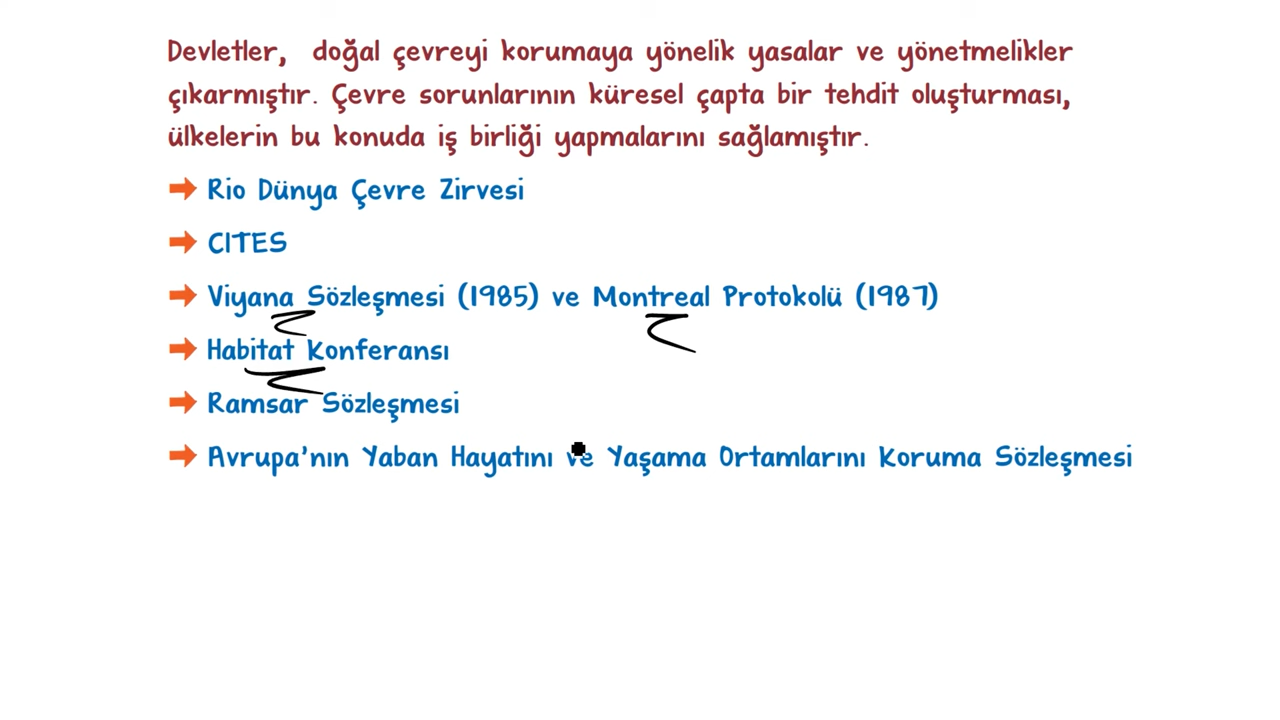 Devletler, doğal çevreyi korumaya yönelik yasalar ve yönetmelikler
çıkarmıştır. Çevre sorunlarının küresel çapta bir tehdit oluşturması,
ülkelerin bu konuda iş birliği yapmalarını sağlamıştır.
Rio Dünya Çevre Zirvesi
CITES
Viyana Sözleşmesi (1985) ve Montreal Protokolü (1987)
Habitat Konferansı
Ramsar Sözleşmesi
Avrupa'nın Yaban Hayatını ve Yaşama Ortamlarını Koruma Sözleşmesi